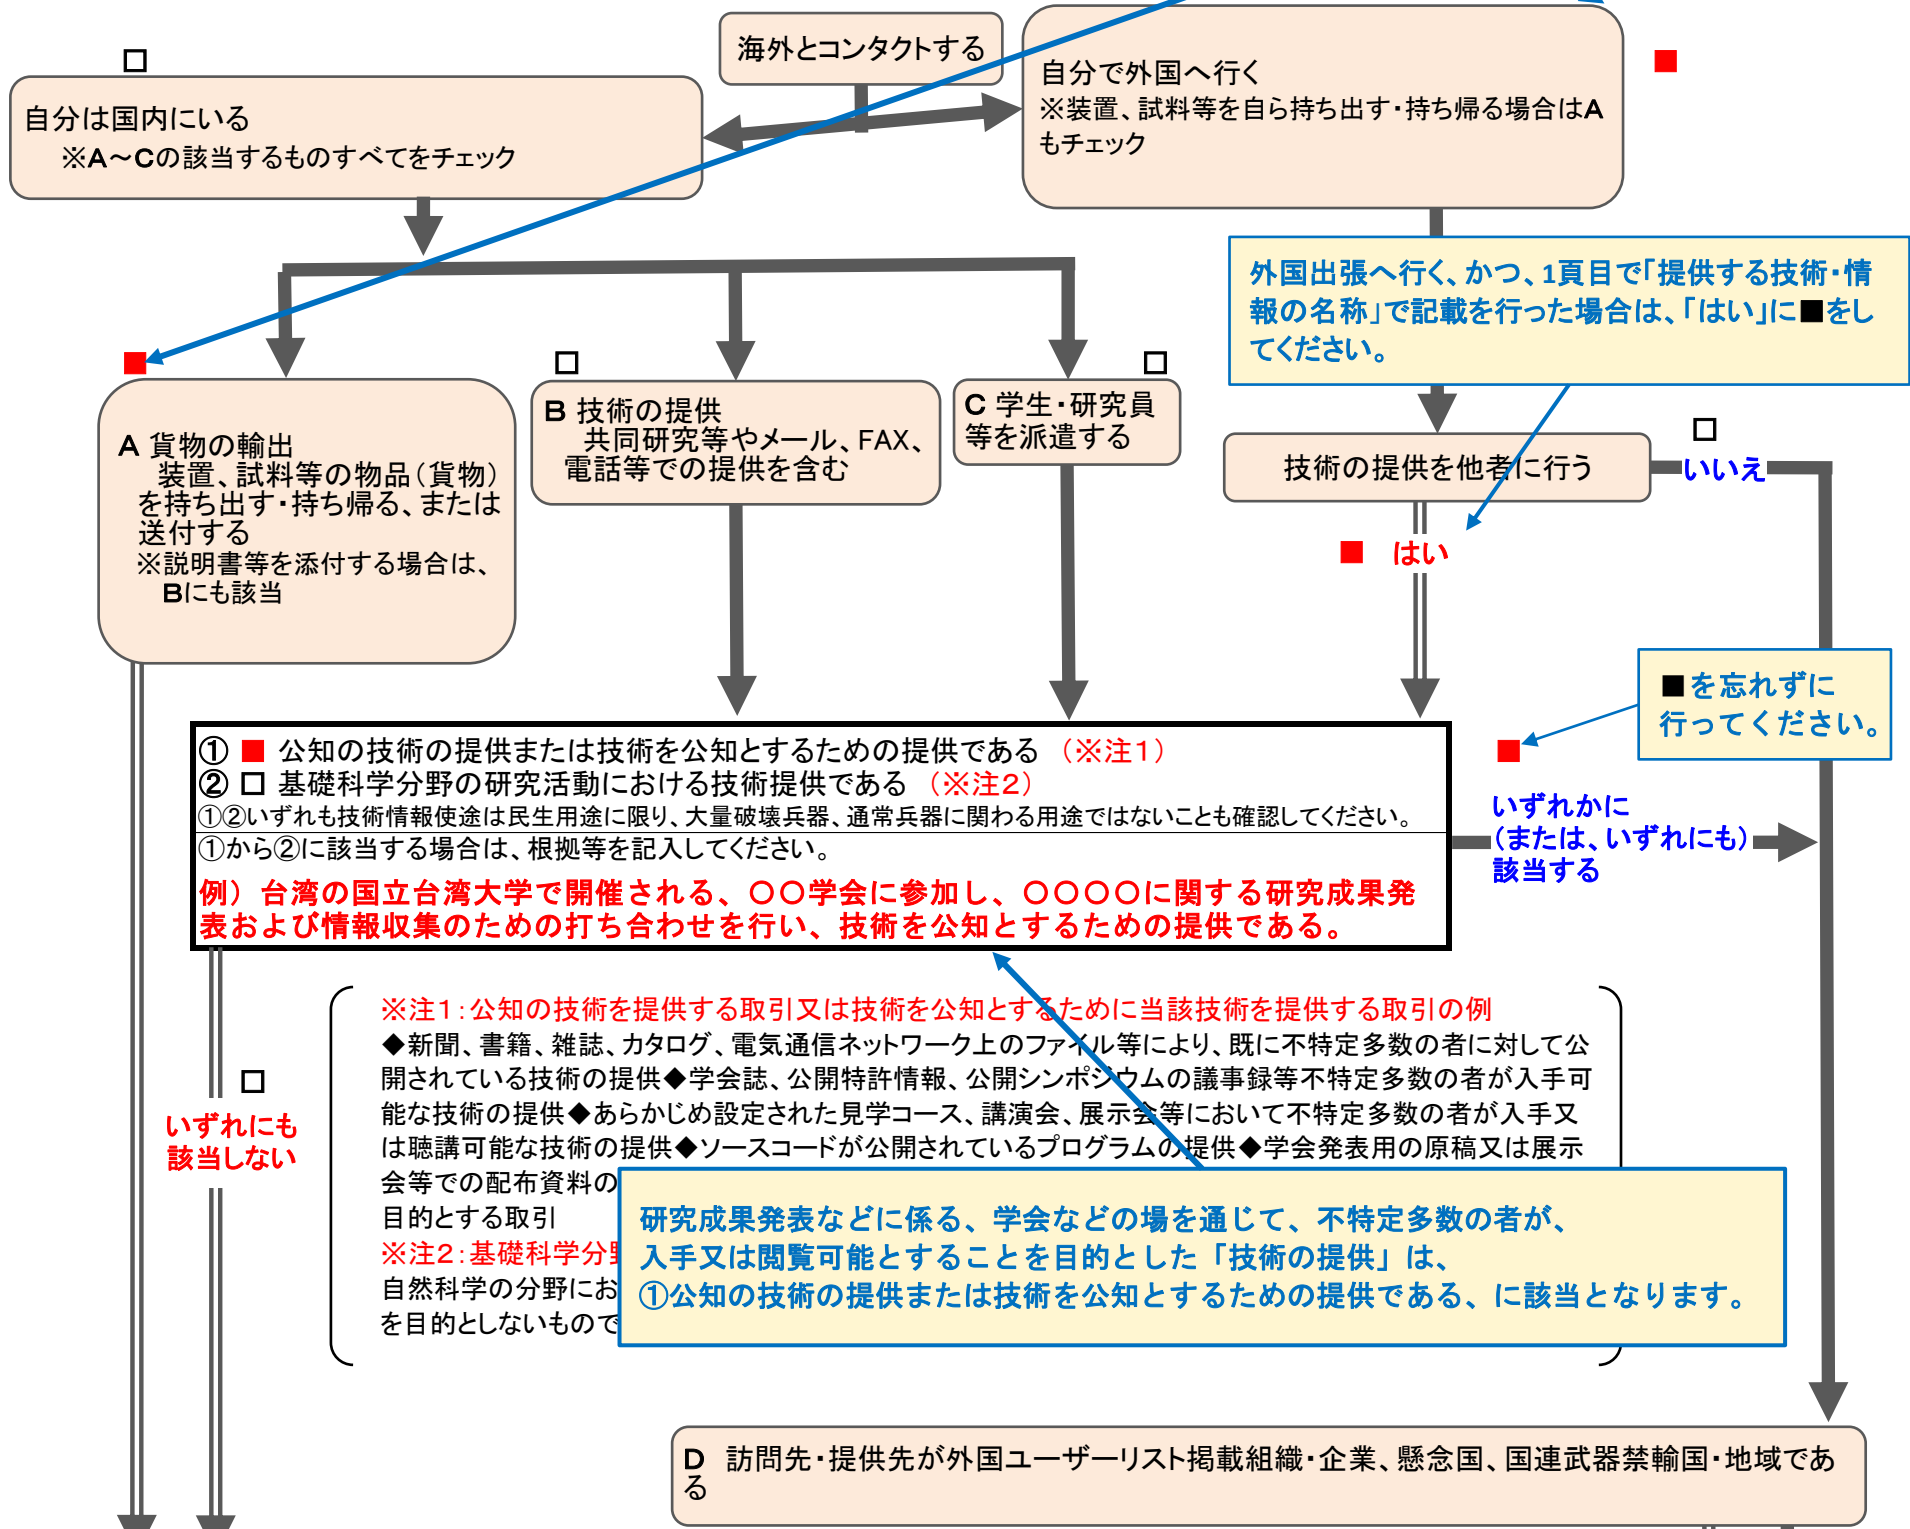 海外とコンタクトする
□
自分は国内にいる
※A～Cの該当するものすべてをチェック
自分で外国へ行く
※装置、試料等を自ら持ち出す・持ち帰る場合はA
もチェック
■
外国出張へ行く、かつ、1頁目で「提供する技術・情
報の名称」で記載を行った場合は、「はい」に■をし
てください。
■
A 貨物の輸出
装置、試料等の物品（貨物）
を持ち出す・持ち帰る、または
送付する
※説明書等を添付する場合は、
Bにも該当
□
B 技術の提供
共同研究等やメール、FAX、
電話等での提供を含む
□
C 学生・研究員
等を派遣する
技術の提供を他者に行う
□
いいえ
■ はい
■を忘れずに
行ってください。
① ■ 公知の技術の提供または技術を公知とするための提供である （※注1）
② □ 基礎科学分野の研究活動における技術提供である （※注2）
①②いずれも技術情報使途は民生用途に限り、大量破壊兵器、通常兵器に関わる用途ではないことも確認してください。
①から②に該当する場合は、根拠等を記入してください。
例）台湾の国立台湾大学で開催される、〇〇学会に参加し、〇〇〇〇に関する研究成果発
表および情報収集のための打ち合わせを行い、技術を公知とするための提供である。
■
いずれかに
（または、いずれにも）
該当する
□
いずれにも
該当しない
※注1：公知の技術を提供する取引又は技術を公知とするために当該技術を提供する取引の例
◆新聞、書籍、雑誌、カタログ、電気通信ネットワーク上のファイル等により、既に不特定多数の者に対して公
開されている技術の提供◆学会誌、公開特許情報、公開シンポジウムの議事録等不特定多数の者が入手可
能な技術の提供◆あらかじめ設定された見学コース、講演会、展示会等において不特定多数の者が入手又
は聴講可能な技術の提供◆ソースコードが公開されているプログラムの提供◆学会発表用の原稿又は展示
会等での配布資料の
目的とする取引
※注2：基礎科学分野
自然科学の分野にお
を目的としないもので
研究成果発表などに係る、学会などの場を通じて、不特定多数の者が、
入手又は閲覧可能とすることを目的とした「技術の提供」は、
①公知の技術の提供または技術を公知とするための提供である、に該当となります。
D 訪問先・提供先が外国ユーザーリスト掲載組織・企業、懸念国、国連武器禁輸国・地域であ
る